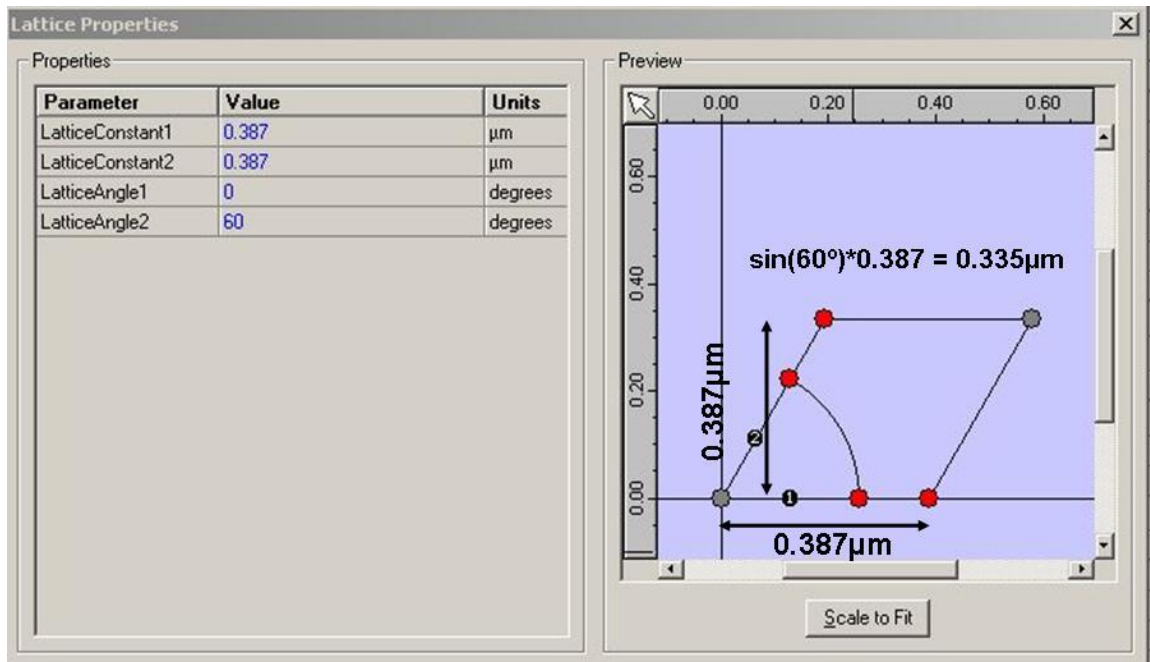 Lattice Properties
Properties
Parameter Value Units
LatticeConstant1 0.387 µm
LatticeConstant2 0.387 µm
LatticeAngle1 0 degrees
LatticeAngle2 60 degrees
Preview
0.00 0.20 0.40 0.60
0.60
0.40
0.20
0.00
sin(60º)*0.387 = 0.335µm
0.387µm
2
1
0.387µm
Scale to Fit